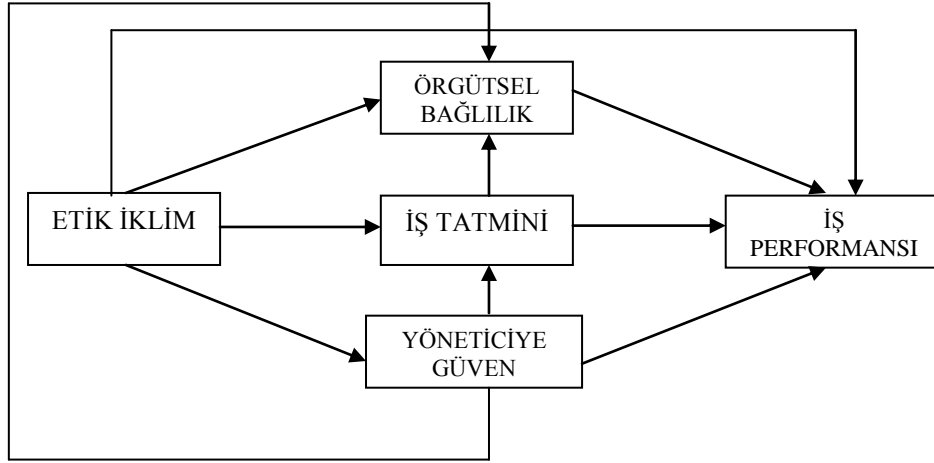 ÖRGÜTSEL
BAĞLILIK
ETİK İKLİM
İŞ TATMİNİ
İŞ
PERFORMANSI
YÖNETİCİYE
GÜVEN